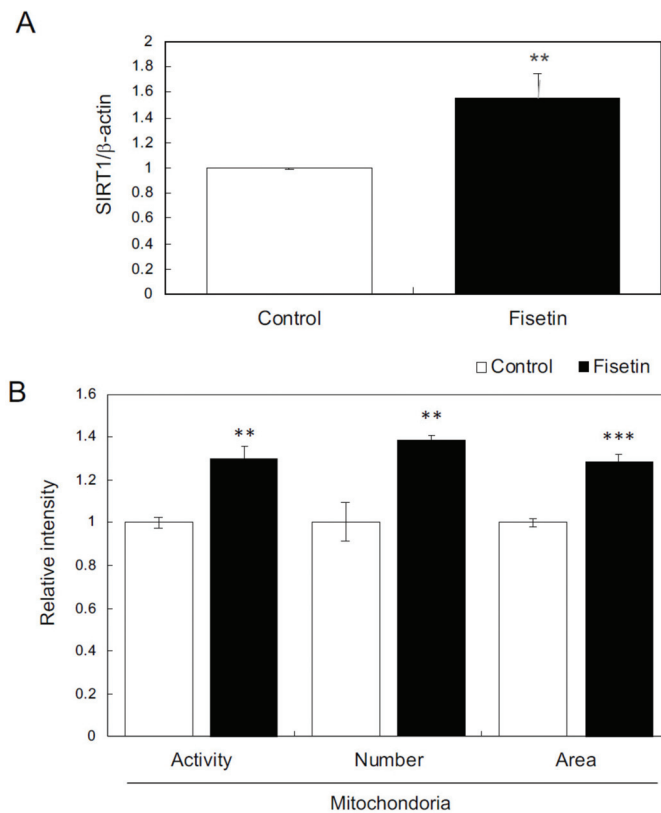 A
SIRT1/β-actin
2
1.8
1.6
1.4
1.2
1
0.8
0.6
0.4
0.2
0
**
Control Fisetin
B
Control Fisetin
Relative intensity
1.6
1.4
1.2
1
0.8
0.6
0.4
0.2
0
** ** ***
Activity Number Area
Mitochondoria